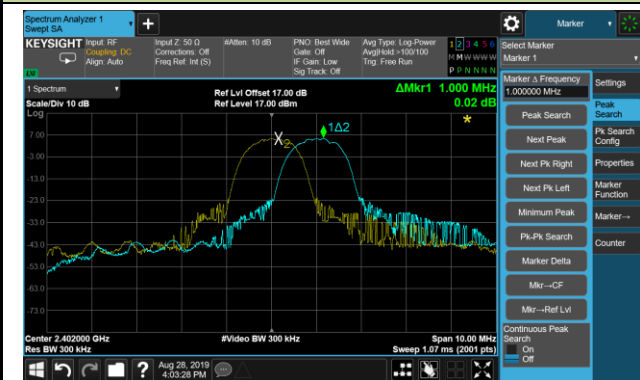 Spectrum Analyzer 1
Swept SA
+
Marker
KEYSIGHT
Input: RF
Coupling: DC
Align: Auto
Input Z: 50 Ω
Corrections: Off
Freq Ref: Int (S)
#Atten: 10 dB
PNO: Best Wide
Gate: Off
IF Gain: Low
Sig Track: Off
Avg Type: Log-Power
Avg|Hold:>100/100
Trig: Free Run
1 2 3 4 5 6
M M W W W W
P P N N N N
LXI
Select Marker
Marker 1
1 Spectrum
Scale/Div 10 dB
Ref Lvl Offset 17.00 dB
Ref Level 17.00 dBm
ΔMkr1 1.000 MHz
0.02 dB
Log
7.00
-3.00
-13.0
-23.0
-33.0
-43.0
-53.0
-63.0
-73.0
X2
1Δ2
*
Center 2.402000 GHz
Res BW 300 kHz
#Video BW 300 kHz
Span 10.00 MHz
Sweep 1.07 ms (2001 pts)
Marker Δ Frequency
1.000000 MHz
Peak Search
Next Peak
Next Pk Right
Next Pk Left
Minimum Peak
Pk-Pk Search
Marker Delta
Mkr→CF
Mkr→Ref Lvl
Continuous Peak
Search
On
Off
Settings
Peak
Search
Pk Search
Config
Properties
Marker
Function
Marker→
Counter
?
Aug 28, 2019
4:03:28 PM